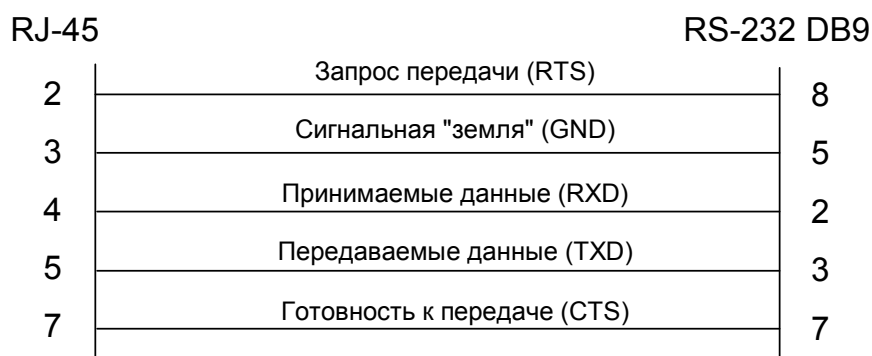 RJ-45 RS-232 DB9
2 Запрос передачи (RTS) 8
3 Сигнальная "земля" (GND) 5
4 Принимаемые данные (RXD) 2
5 Передаваемые данные (TXD) 3
7 Готовность к передаче (CTS) 7